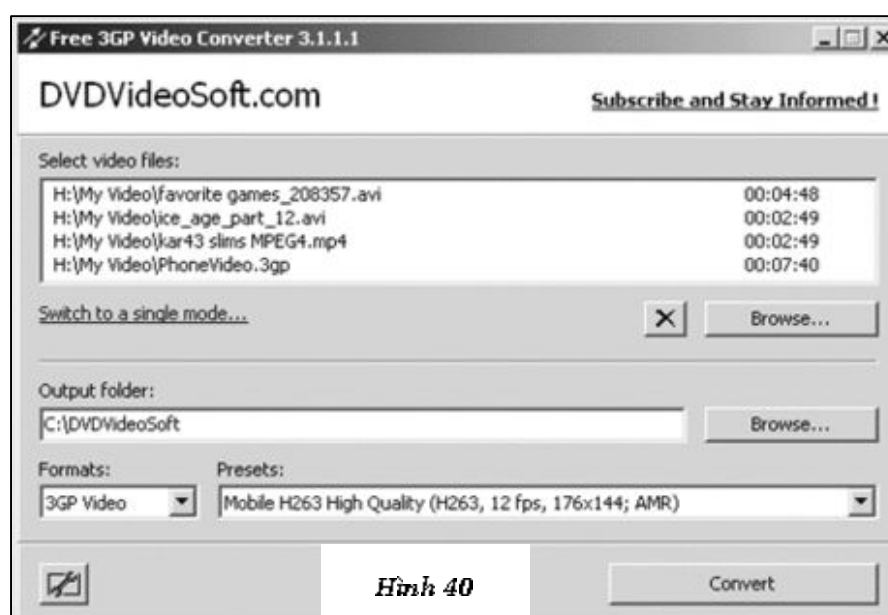 Free 3GP Video Converter 3.1.1.1
DVDVideoSoft.com
Subscribe and Stay Informed !
Select video files:
H:\My Video\favorite games_208357.avi 00:04:48
H:\My Video\ice_age_part_12.avi 00:02:49
H:\My Video\kar43 slims MPEG4.mp4 00:02:49
H:\My Video\PhoneVideo.3gp 00:07:40
Switch to a single mode... Browse...
Output folder:
C:\DVDVideoSoft Browse...
Formats: Presets:
3GP Video Mobile H263 High Quality (H263, 12 fps, 176x144; AMR)
Hình 40 Convert